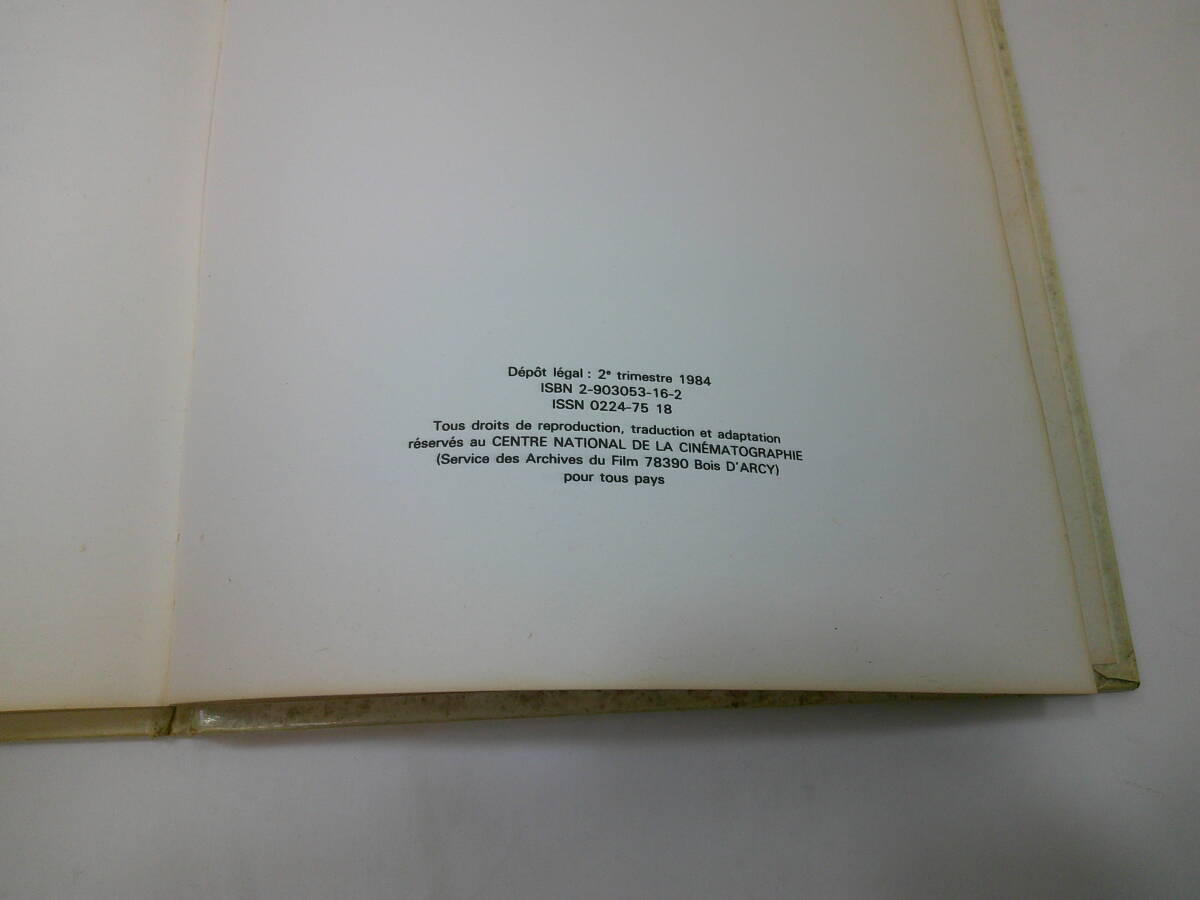 Dépôt légal : 2e trimestre 1984
ISBN 2-903053-16-2
ISSN 0224-75 18
Tous droits de reproduction, traduction et adaptation
réservés au CENTRE NATIONAL DE LA CINÉMATOGRAPHIE
(Service des Archives du Film 78390 Bois D'ARCY)
pour tous pays